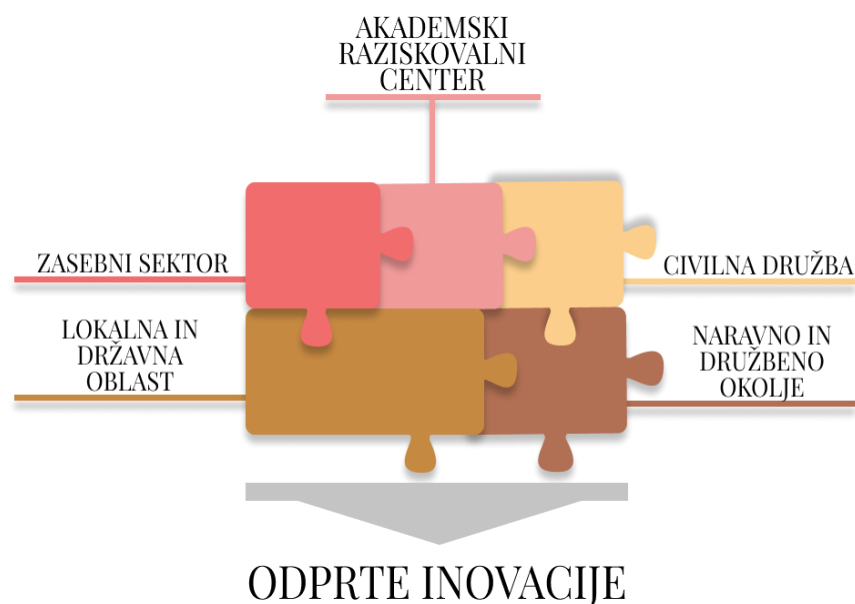 AKADEMSKI
RAZISKOVALNI
CENTER
ZASEBNI SEKTOR
CIVILNA DRUŽBA
LOKALNA IN
DRŽAVNA
OBLAST
NARAVNO IN
DRUŽBENO
OKOLJE
ODPRTE INOVACIJE